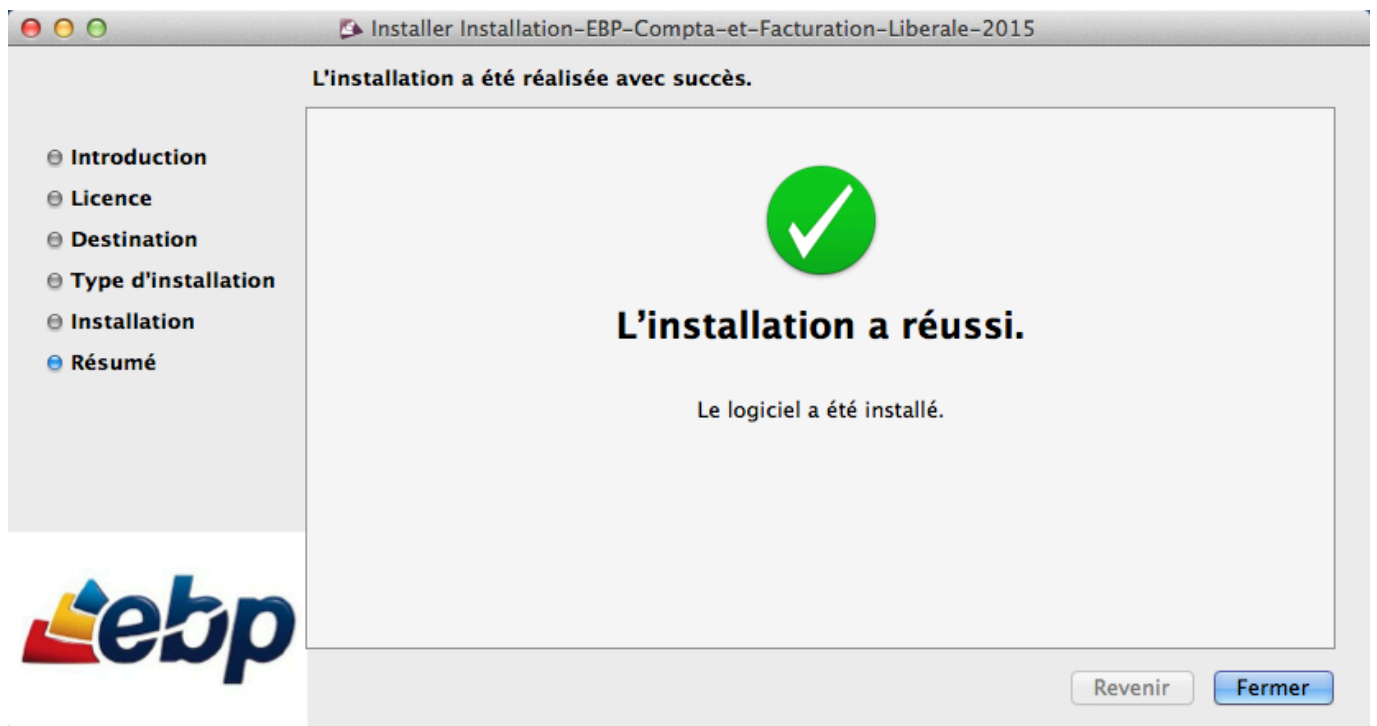 Installer Installation-EBP-Compta-et-Facturation-Liberale-2015
L'installation a été réalisée avec succès.
Introduction
Licence
Destination
Type d'installation
Installation
Résumé
L'installation a réussi.
Le logiciel a été installé.
ebp
Revenir
Fermer